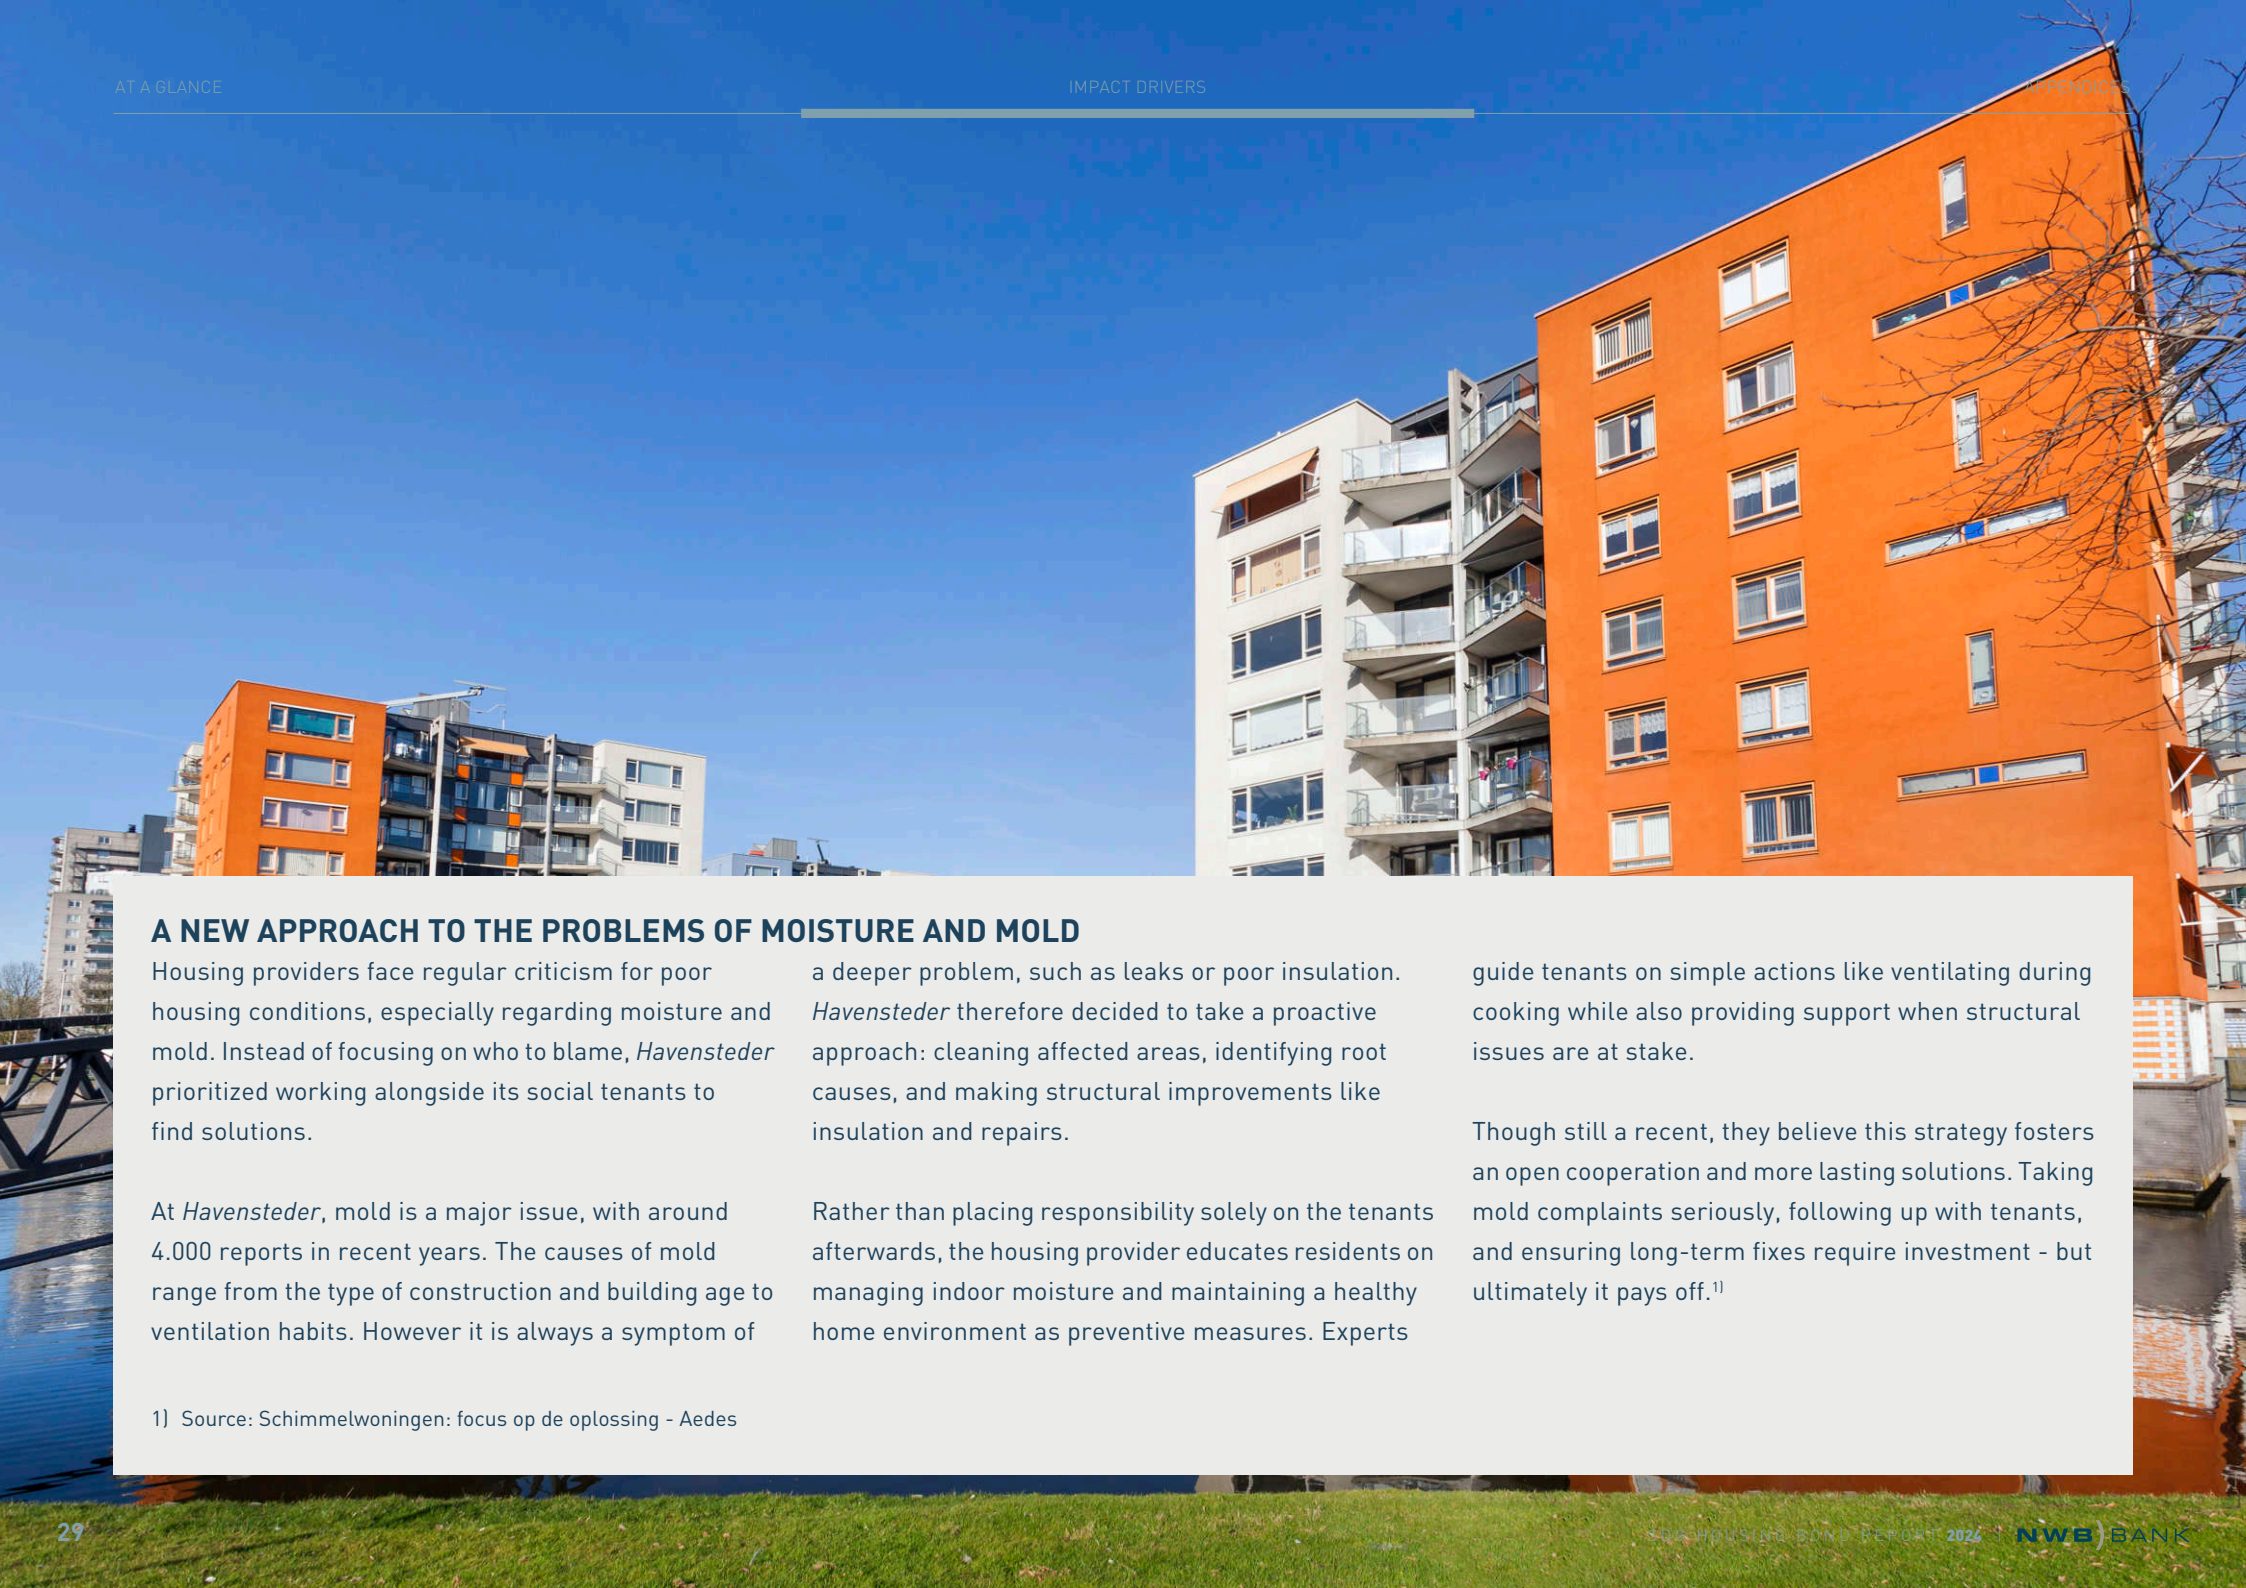 AT A GLANCE
IMPACT DRIVERS
APPENDICES
A NEW APPROACH TO THE PROBLEMS OF MOISTURE AND MOLD
Housing providers face regular criticism for poor
housing conditions, especially regarding moisture and
mold. Instead of focusing on who to blame, Havensteder
prioritized working alongside its social tenants to
find solutions.
At Havensteder, mold is a major issue, with around
4.000 reports in recent years. The causes of mold
range from the type of construction and building age to
ventilation habits. However it is always a symptom of
a deeper problem, such as leaks or poor insulation.
Havensteder therefore decided to take a proactive
approach: cleaning affected areas, identifying root
causes, and making structural improvements like
insulation and repairs.
Rather than placing responsibility solely on the tenants
afterwards, the housing provider educates residents on
managing indoor moisture and maintaining a healthy
home environment as preventive measures. Experts
guide tenants on simple actions like ventilating during
cooking while also providing support when structural
issues are at stake.
Though still a recent, they believe this strategy fosters
an open cooperation and more lasting solutions. Taking
mold complaints seriously, following up with tenants,
and ensuring long-term fixes require investment - but
ultimately it pays off.1)
1) Source: Schimmelwoningen: focus op de oplossing - Aedes
29
SDG HOUSING BOND REPORT 2024
NWB)BANK